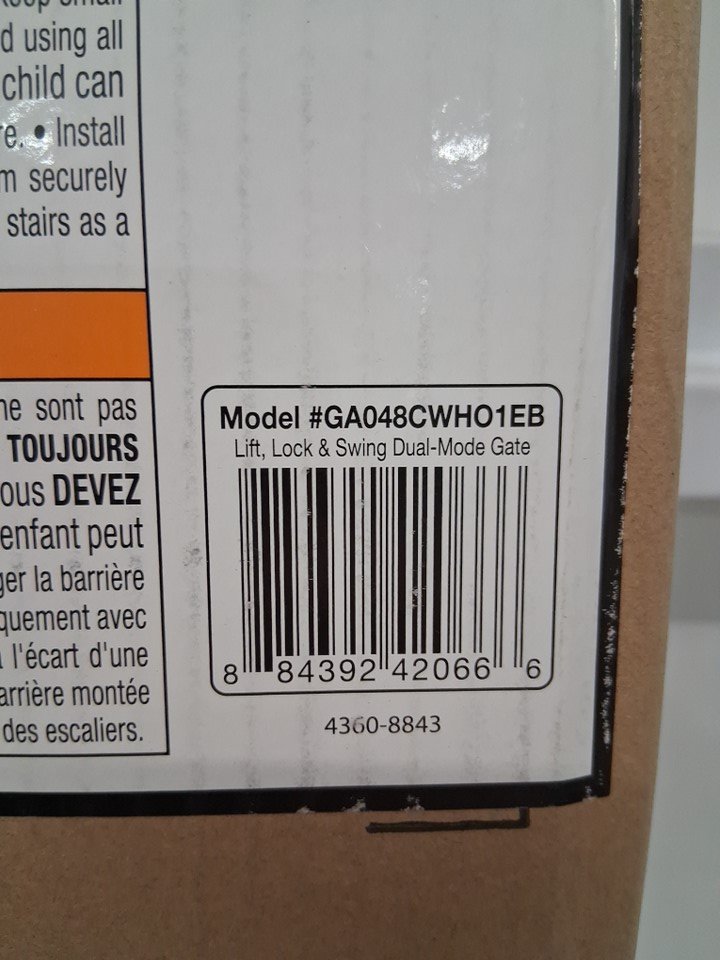 keep small
d using all
child can
e. • Install
m securely
stairs as a
ne sont pas
TOUJOURS
ous DEVEZ
enfant peut
ger la barrière
quement avec
l'écart d'une
arrière montée
des escaliers.
Model #GA048CWHO1EB
Lift, Lock & Swing Dual-Mode Gate
8 84392 42066 6
4360-8843